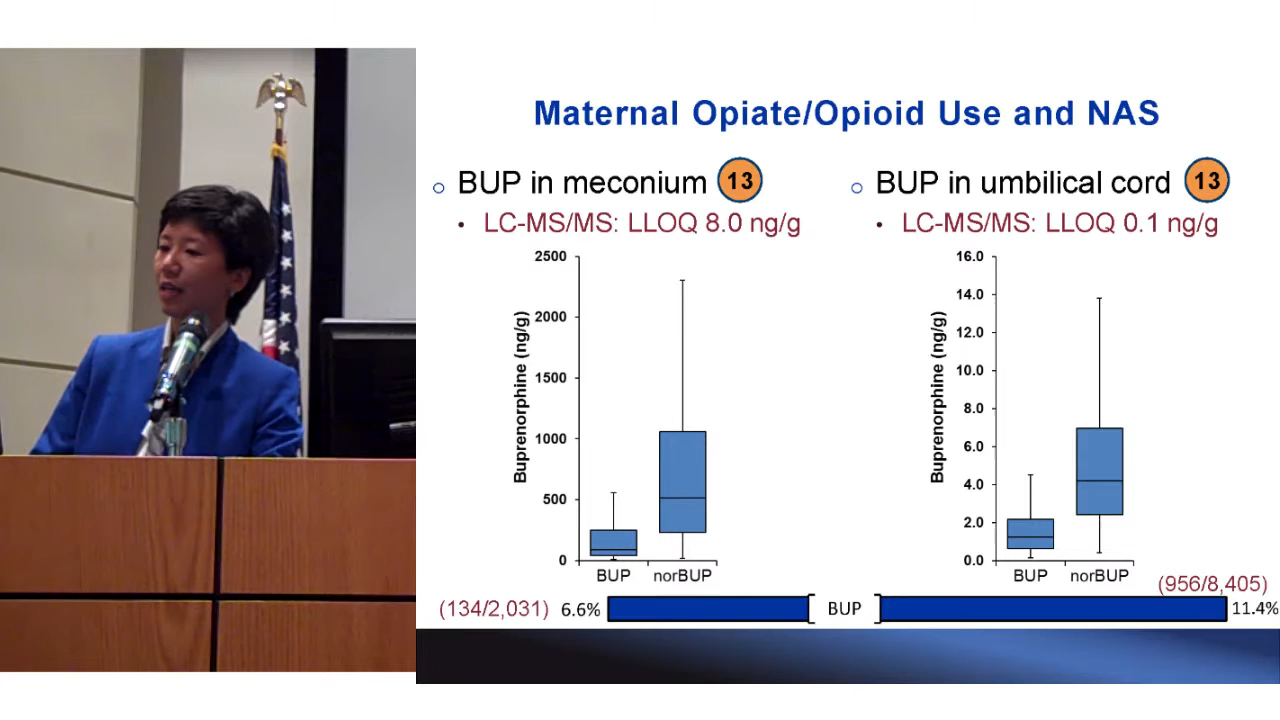 Maternal Opiate/Opioid Use and NAS
BUP in meconium 13
LC-MS/MS: LLOQ 8.0 ng/g
Buprenorphine (ng/g)
2500
2000
1500
1000
500
0
BUP norBUP
BUP in umbilical cord 13
LC-MS/MS: LLOQ 0.1 ng/g
Buprenorphine (ng/g)
16.0
14.0
12.0
10.0
8.0
6.0
4.0
2.0
0.0
BUP norBUP
(956/8,405)
(134/2,031) 6.6% BUP 11.4%